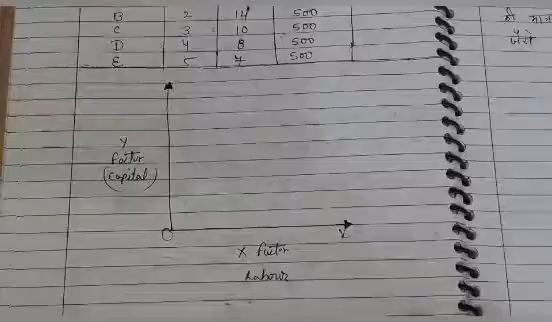 B 2 14 500
C 3 10 500
D 4 8 500
E 5 7 500
Y
factor
(capital)
O X
X factor
Labour